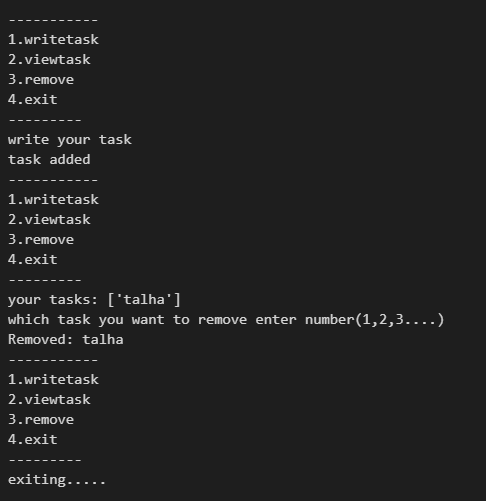 -----------
1.writetask
2.viewtask
3.remove
4.exit
---------
write your task
task added
-----------
1.writetask
2.viewtask
3.remove
4.exit
---------
your tasks: ['talha']
which task you want to remove enter number(1,2,3....)
Removed: talha
-----------
1.writetask
2.viewtask
3.remove
4.exit
---------
exiting.....